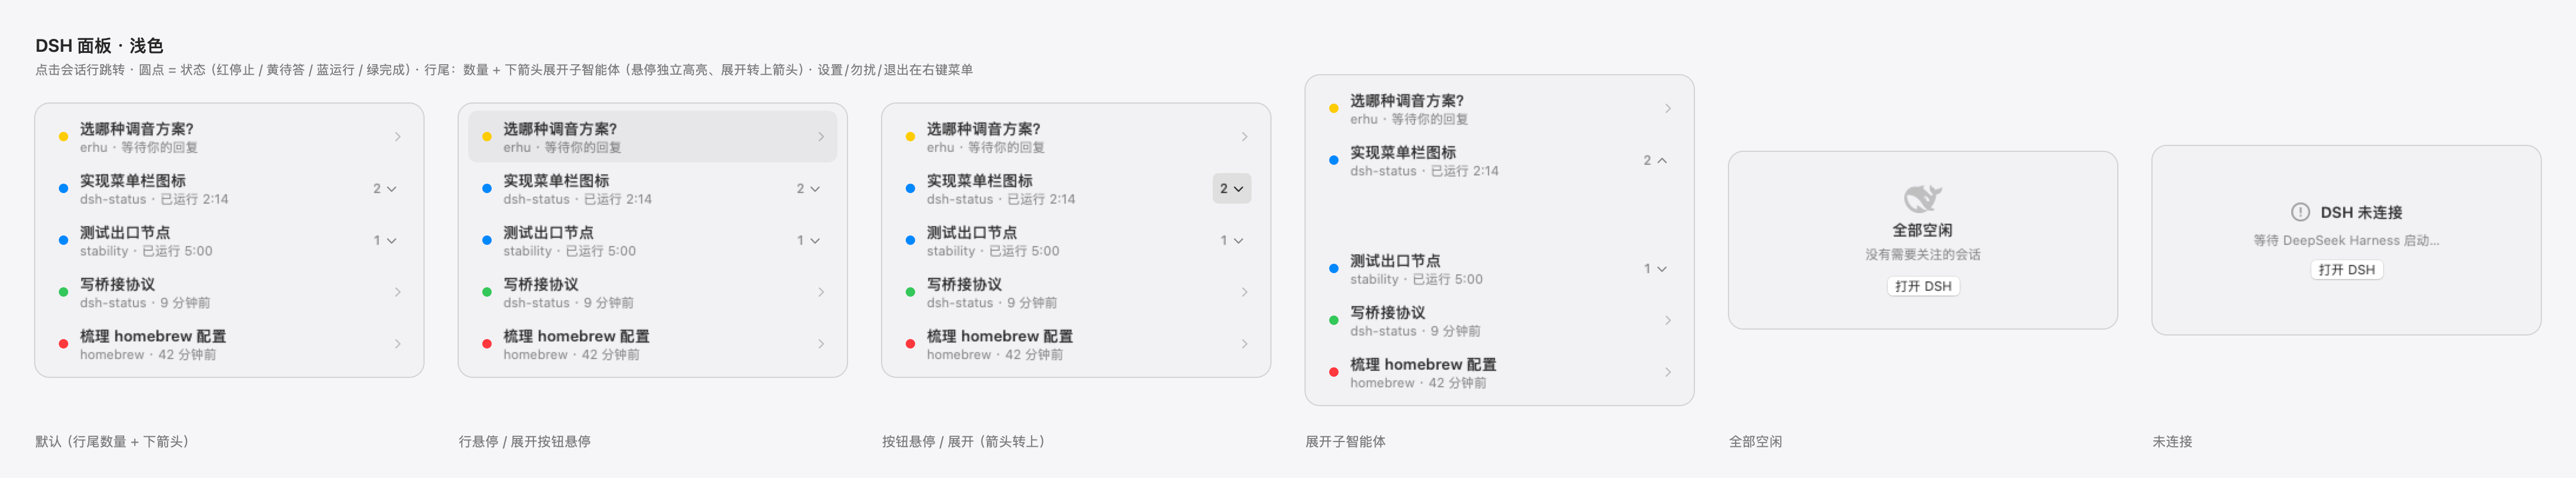 DSH 面板 · 浅色
点击会话行跳转 · 圆点 = 状态 (红停止 / 黄待答 / 蓝运行 / 绿完成) · 行尾：数量 + 下箭头展开子智能体 (悬停独立高亮、展开转上箭头) · 设置/勿扰/退出在右键菜单
选哪种调音方案?
erhu · 等待你的回复
实现菜单栏图标
dsh-status · 已运行 2:14
2
测试出口节点
stability · 已运行 5:00
1
写桥接协议
dsh-status · 9 分钟前
梳理 homebrew 配置
homebrew · 42 分钟前
默认 (行尾数量 + 下箭头)
选哪种调音方案?
erhu · 等待你的回复
实现菜单栏图标
dsh-status · 已运行 2:14
2
测试出口节点
stability · 已运行 5:00
1
写桥接协议
dsh-status · 9 分钟前
梳理 homebrew 配置
homebrew · 42 分钟前
行悬停 / 展开按钮悬停
选哪种调音方案?
erhu · 等待你的回复
实现菜单栏图标
dsh-status · 已运行 2:14
2
测试出口节点
stability · 已运行 5:00
1
写桥接协议
dsh-status · 9 分钟前
梳理 homebrew 配置
homebrew · 42 分钟前
按钮悬停 / 展开 (箭头转上)
选哪种调音方案?
erhu · 等待你的回复
实现菜单栏图标
dsh-status · 已运行 2:14
2
测试出口节点
stability · 已运行 5:00
1
写桥接协议
dsh-status · 9 分钟前
梳理 homebrew 配置
homebrew · 42 分钟前
展开子智能体
全部空闲
没有需要关注的会话
打开 DSH
全部空闲
DSH 未连接
等待 DeepSeek Harness 启动...
打开 DSH
未连接